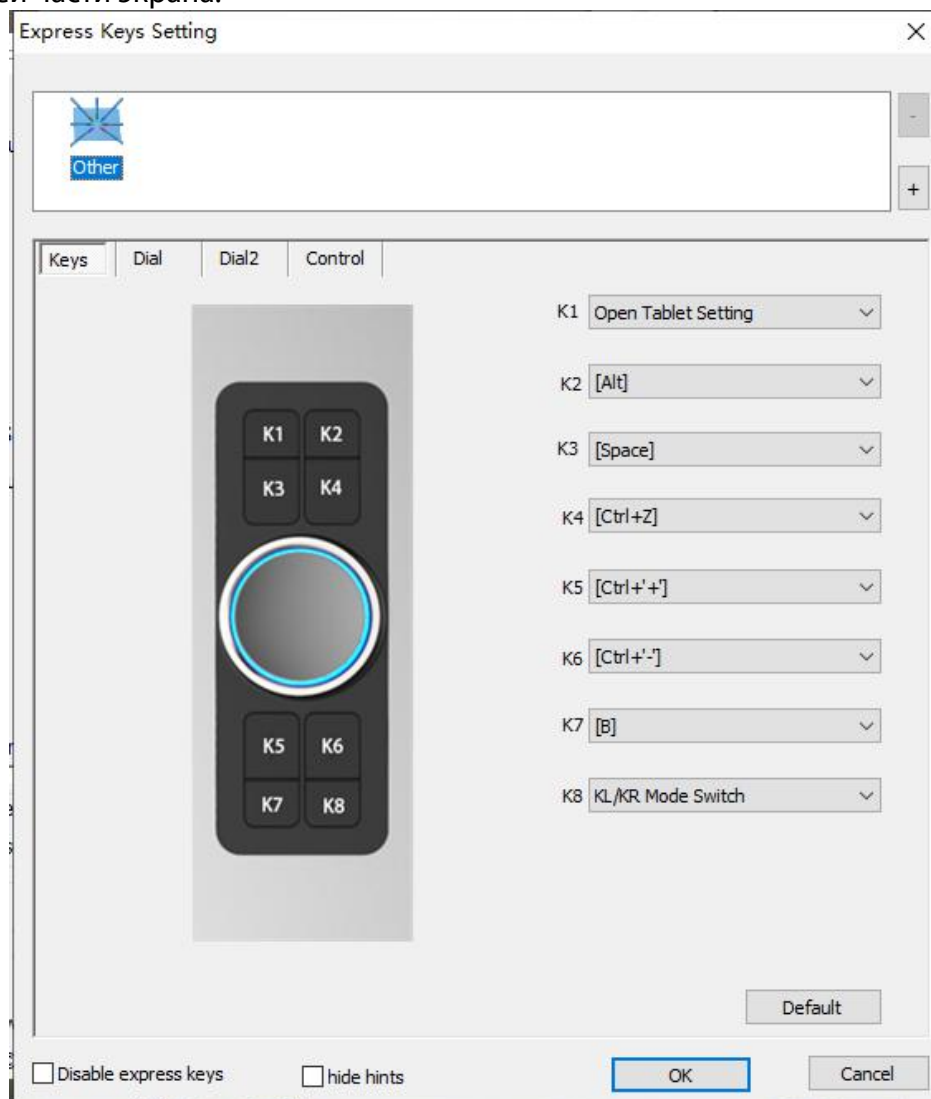 части экрана.
Express Keys Setting
Other
-
+
Keys Dial Dial2 Control
K1 Open Tablet Setting
K2 [Alt]
K3 [Space]
K4 [Ctrl+Z]
K5 [Ctrl+'+']
K6 [Ctrl+'-']
K7 [B]
K8 KL/KR Mode Switch
K1 K2
K3 K4
K5 K6
K7 K8
Default
Disable express keys
hide hints
OK
Cancel